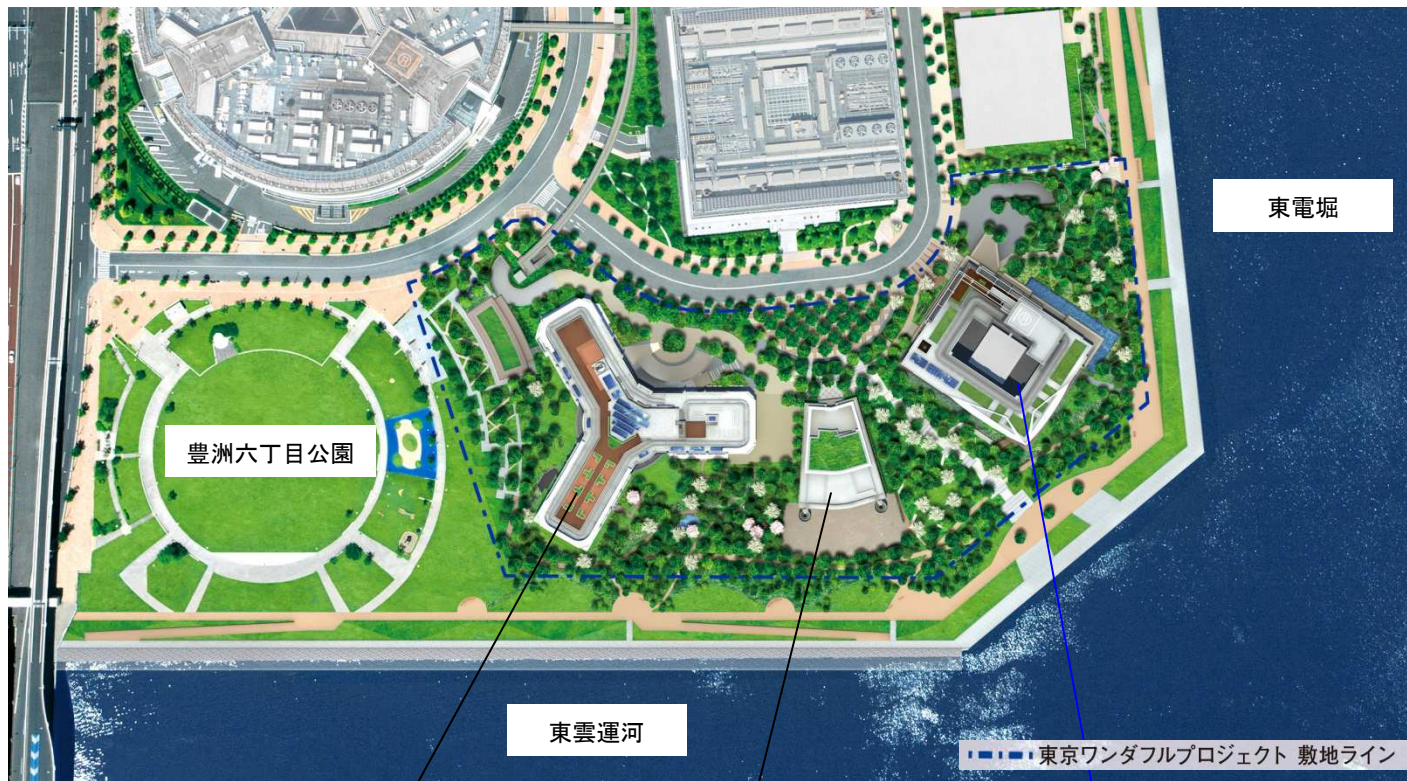 東電堀
豊洲六丁目公園
東雲運河
東京ワンダフルプロジェクト 敷地ライン